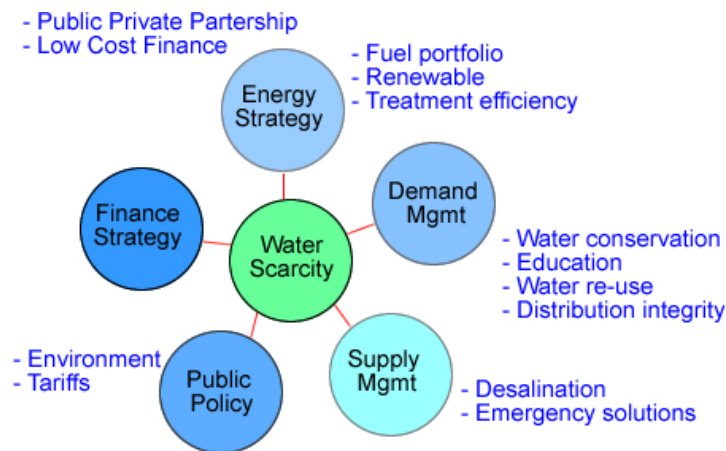 - Public Private Partership
- Low Cost Finance
Energy
Strategy
- Fuel portfolio
- Renewable
- Treatment efficiency
Demand
Mgmt
- Water conservation
- Education
- Water re-use
- Distribution integrity
Finance
Strategy
Water
Scarcity
Supply
Mgmt
- Desalination
- Emergency solutions
Public
Policy
- Environment
- Tariffs